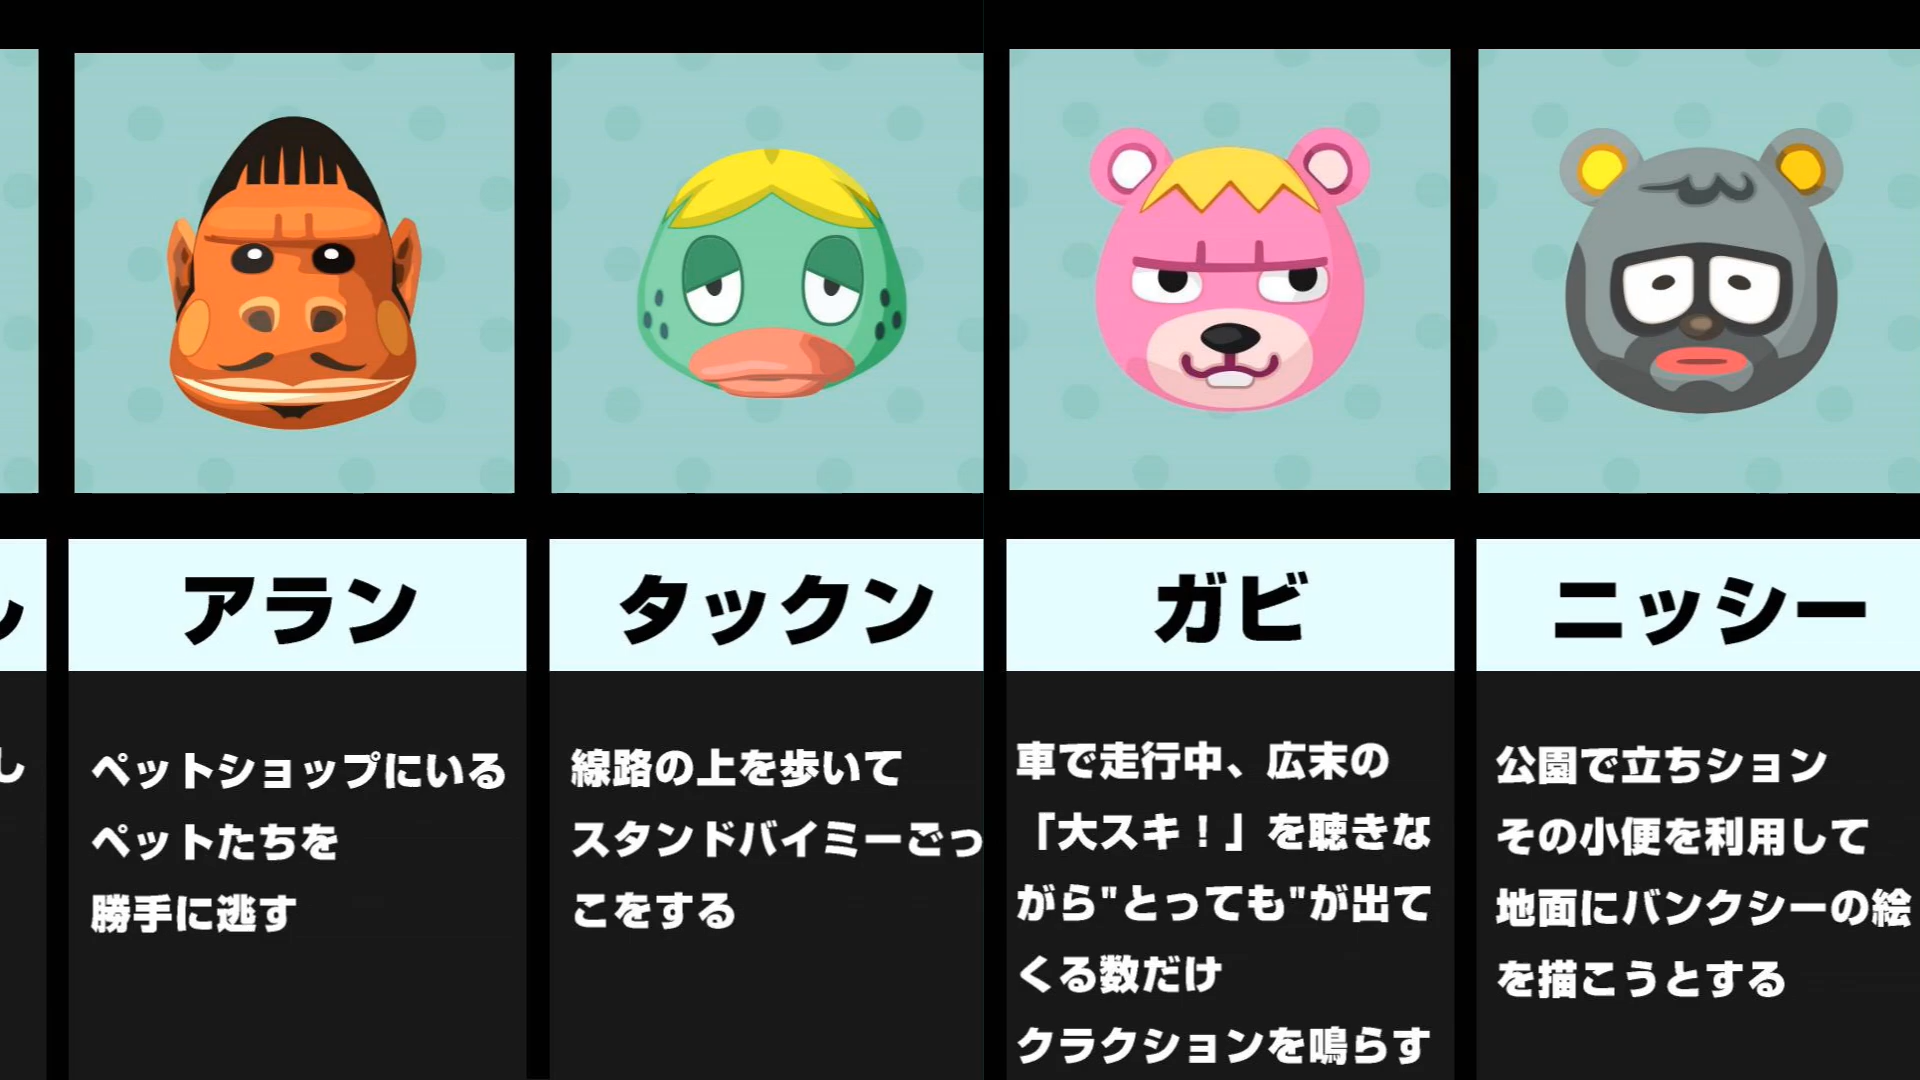 ん
し
アラン
ペットショップにいる
ペットたちを
勝手に逃す
タックン
線路の上を歩いて
スタンドバイミーごっ
こをする
ガビ
車で走行中、広末の
「大スキ！」を聴きな
がら"とっても"が出て
くる数だけ
クラクションを鳴らす
ニッシー
公園で立ちション
その小便を利用して
地面にバンクシーの絵
を描こうとする